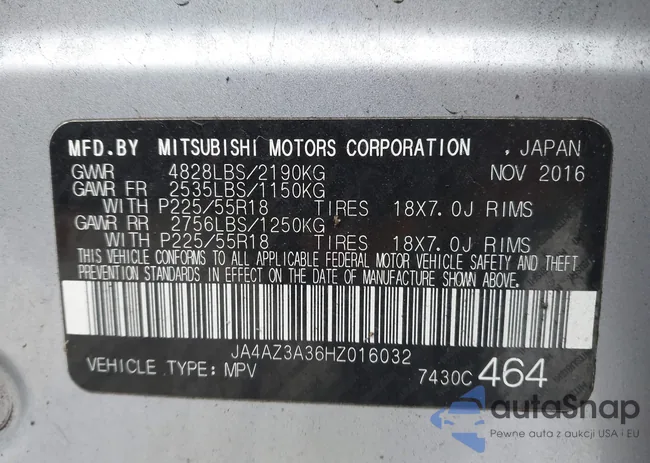 MFD.BY MITSUBISHI MOTORS CORPORATION , JAPAN
GVWR 4828LBS/2190KG NOV 2016
GAWR FR 2535LBS/1150KG
WITH P225/55R18 TIRES 18X7.0J RIMS
GAWR RR 2756LBS/1250KG
WITH P225/55R18 TIRES 18X7.0J RIMS
THIS VEHICLE CONFORMS TO ALL APPLICABLE FEDERAL MOTOR VEHICLE SAFETY AND THEFT
PREVENTION STANDARDS IN EFFECT ON THE DATE OF MANUFACTURE SHOWN ABOVE.
JA4AZ3A36HZ016032
VEHICLE TYPE: MPV 7430C 464
autoSnap
Pewne auta z aukcji USA i EU